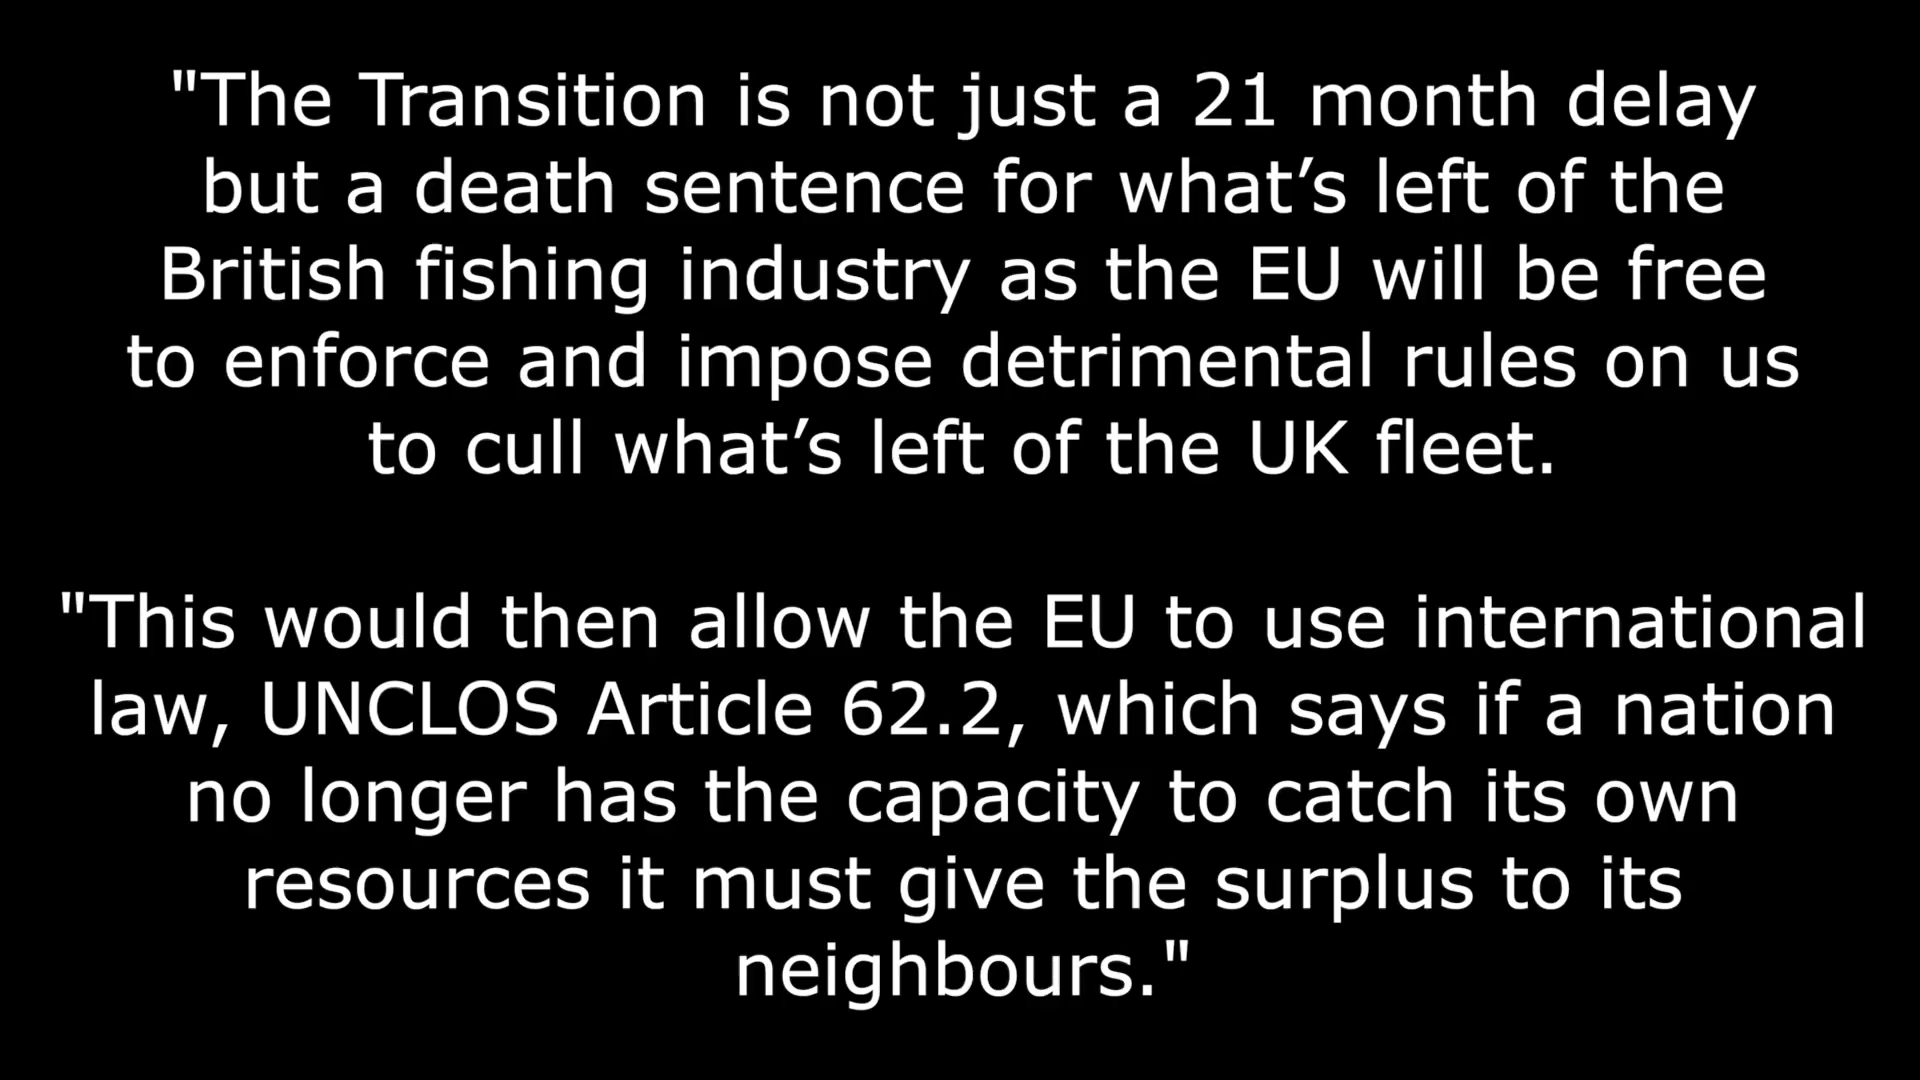 "The Transition is not just a 21 month delay
but a death sentence for what’s left of the
British fishing industry as the EU will be free
to enforce and impose detrimental rules on us
to cull what’s left of the UK fleet.
"This would then allow the EU to use international
law, UNCLOS Article 62.2, which says if a nation
no longer has the capacity to catch its own
resources it must give the surplus to its
neighbours."